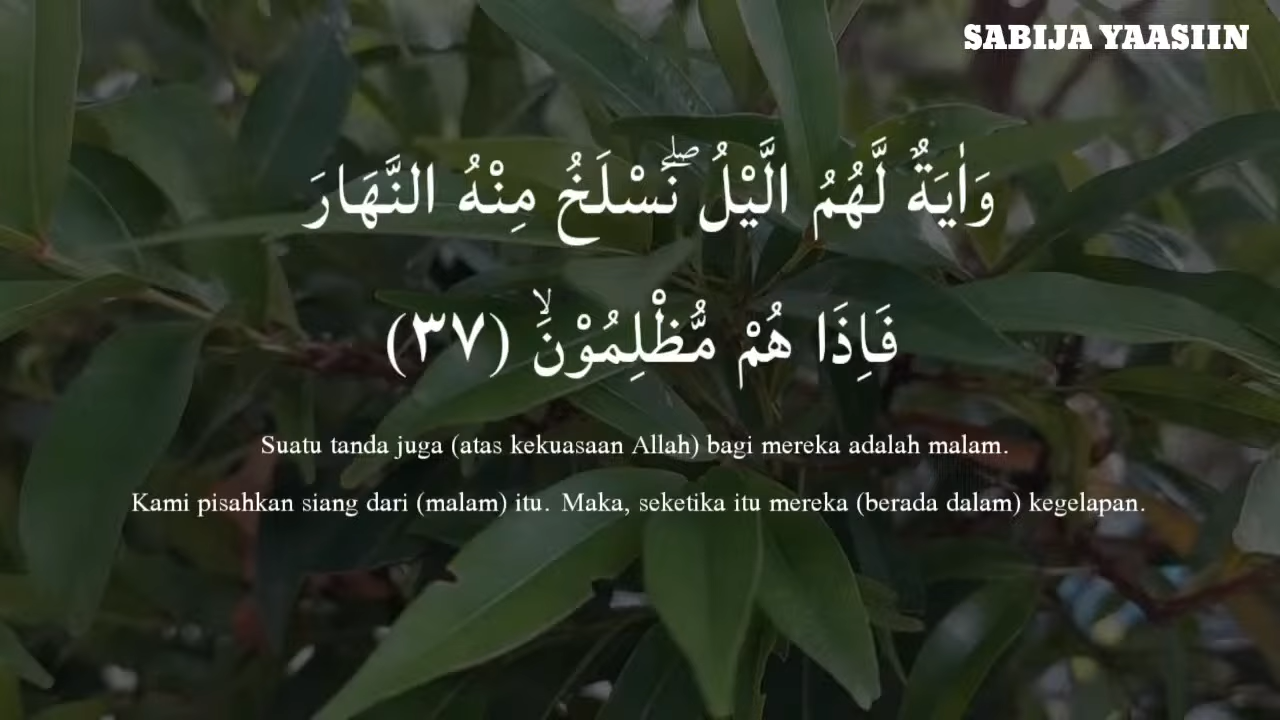 SABIJA YAASIIN
وَاٰيَةٌ لَّهُمُ الَّيْلُ ۖنَسْلَخُ مِنْهُ النَّهَارَ
فَاِذَا هُمْ مُّظْلِمُوْنَۙ (٣٧)
Suatu tanda juga (atas kekuasaan Allah) bagi mereka adalah malam.
Kami pisahkan siang dari (malam) itu. Maka, seketika itu mereka (berada dalam) kegelapan.